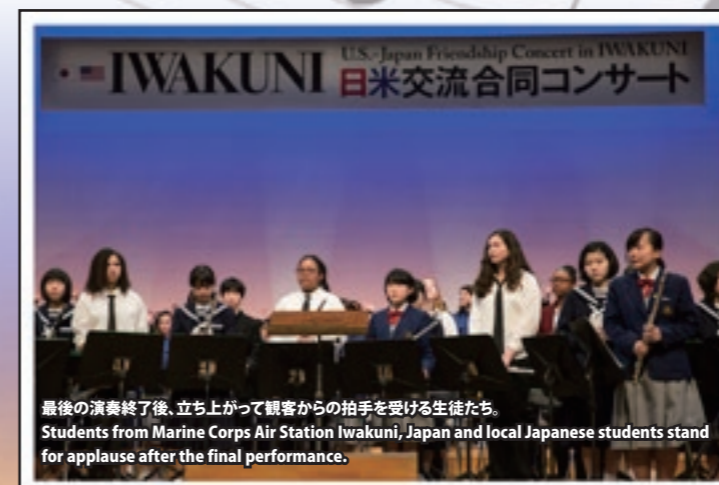 U.S.-Japan Friendship Concert in IWAKUNI
IWAKUNI 日米交流合同コンサート
最後の演奏終了後、立ち上がって観客からの拍手を受ける生徒たち。
Students from Marine Corps Air Station Iwakuni, Japan and local Japanese students stand
for applause after the final performance.